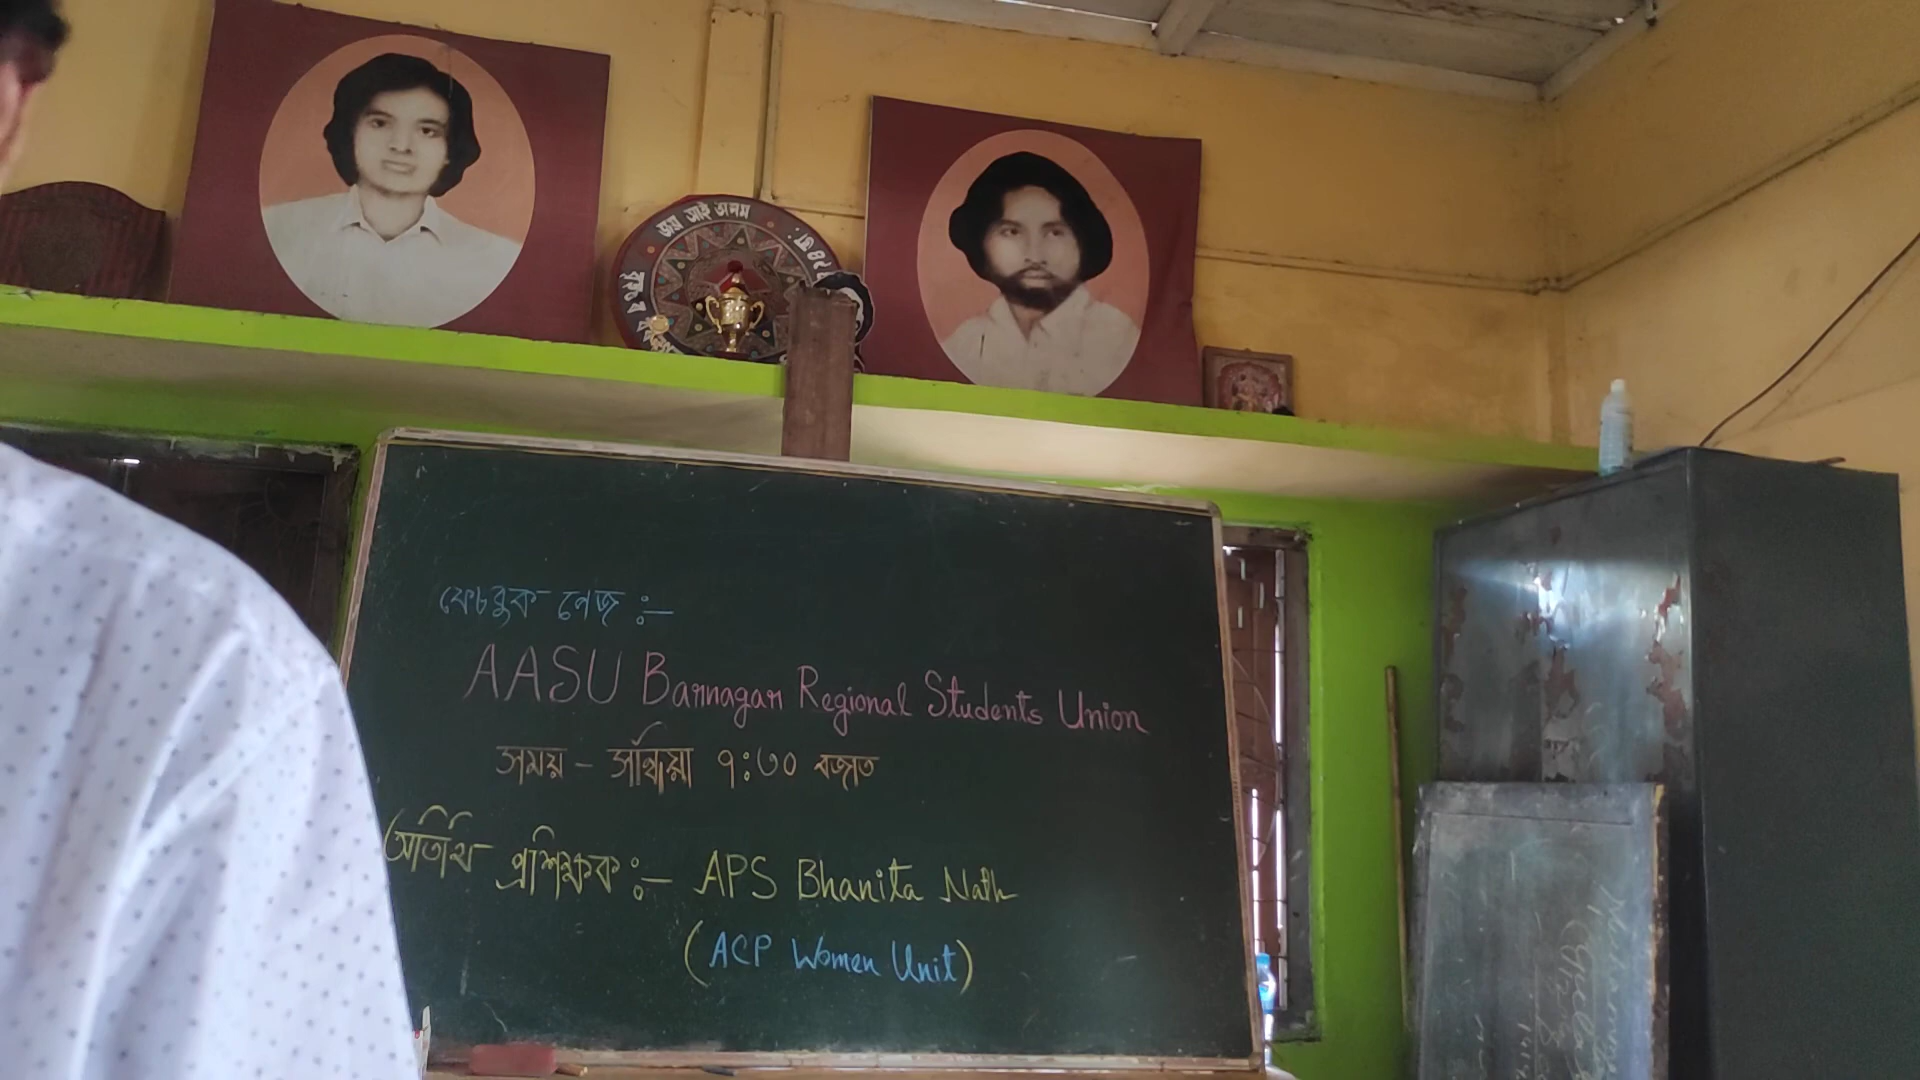 জয় আই অসম
ফেচবুক পেজ :—
AASU Barnagar Regional Students Union
সময় – সন্ধিয়া ৭:৩০ বজাত
অতিথি প্ৰশিক্ষক :— APS Bhanita Nath
(ACP Women Unit)